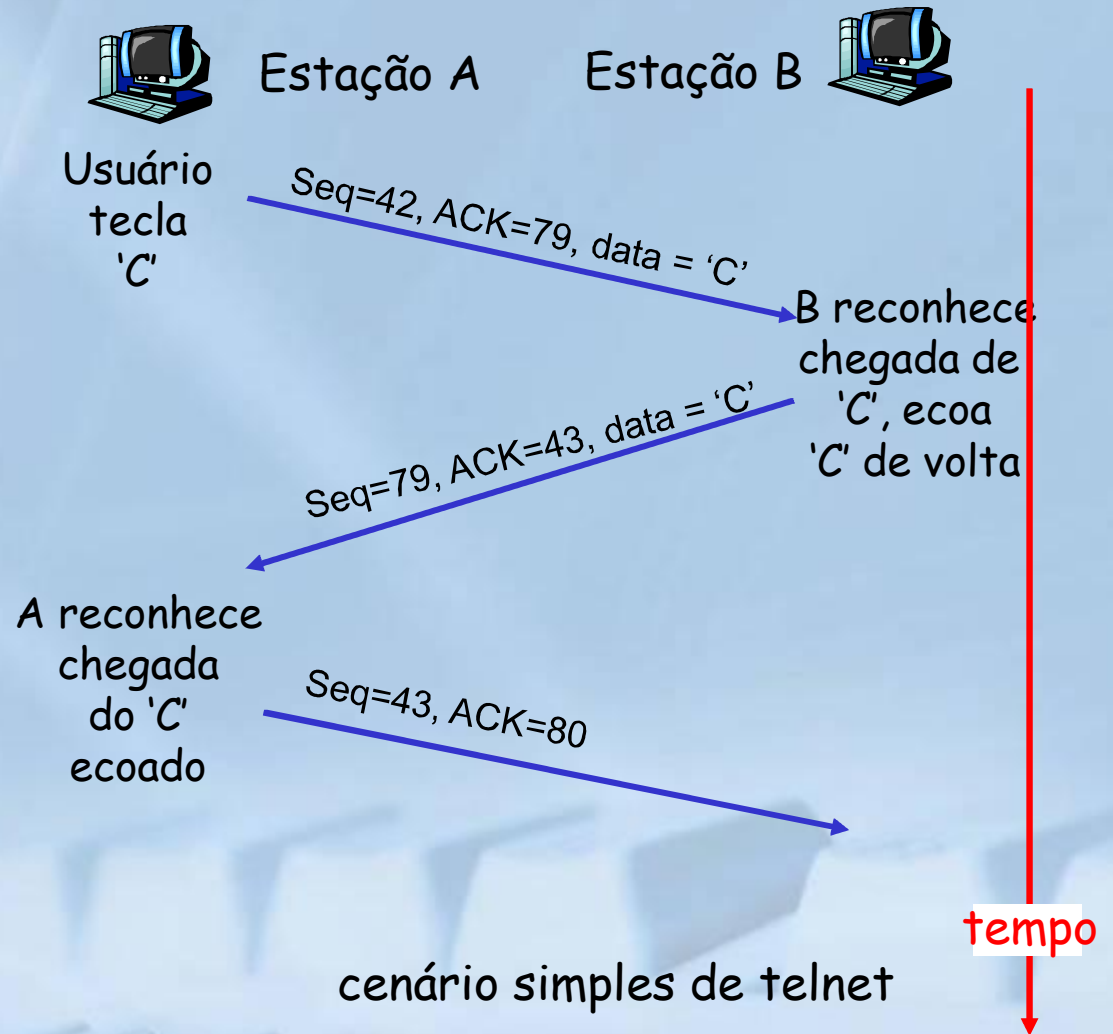 Estação A
Estação B
Usuário
tecla
‘C’
Seq=42, ACK=79, data = ‘C’
B reconhece
chegada de
‘C’, ecoa
‘C’ de volta
Seq=79, ACK=43, data = ‘C’
A reconhece
chegada
do ‘C’
ecoado
Seq=43, ACK=80
tempo
cenário simples de telnet